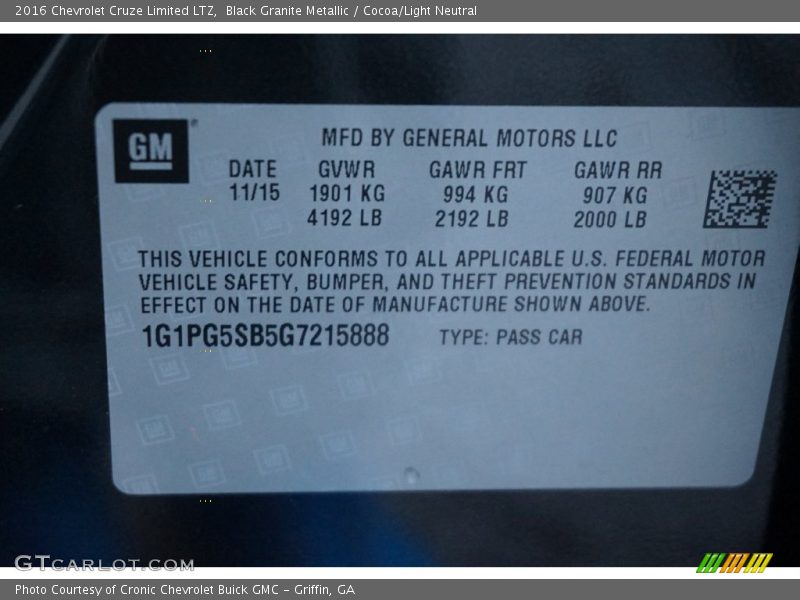 2016 Chevrolet Cruze Limited LTZ, Black Granite Metallic / Cocoa/Light Neutral
GM
MFD BY GENERAL MOTORS LLC
DATE GVWR GAWR FRT GAWR RR
11/15 1901 KG 994 KG 907 KG
4192 LB 2192 LB 2000 LB
THIS VEHICLE CONFORMS TO ALL APPLICABLE U.S. FEDERAL MOTOR
VEHICLE SAFETY, BUMPER, AND THEFT PREVENTION STANDARDS IN
EFFECT ON THE DATE OF MANUFACTURE SHOWN ABOVE.
1G1PG5SB5G7215888 TYPE: PASS CAR
GTCARLOT.COM
Photo Courtesy of Cronic Chevrolet Buick GMC - Griffin, GA